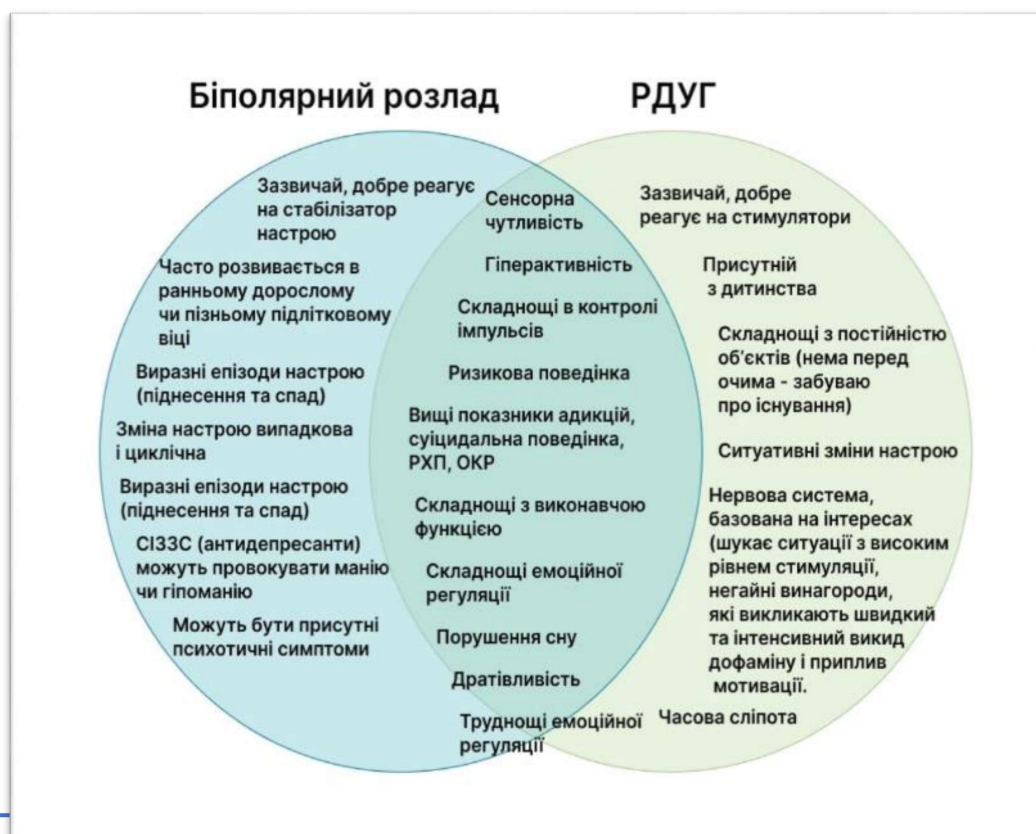 Біполярний розлад
РДУГ
Зазвичай, добре реагує
на стабілізатор
настрою
Часто розвивається в
ранньому дорослому
чи пізньому підлітковому
віці
Виразні епізоди настрою
(піднесення та спад)
Зміна настрою випадкова
і циклічна
Виразні епізоди настрою
(піднесення та спад)
СІЗЗС (антидепресанти)
можуть провокувати манію
чи гіпоманію
Можуть бути присутні
психотичні симптоми
Сенсорна
чутливість
Гіперактивність
Складнощі в контролі
імпульсів
Ризикова поведінка
Вищі показники адикцій,
суіцидальна поведінка,
РХП, ОКР
Складнощі з виконавчою
функцією
Складнощі емоційної
регуляції
Порушення сну
Дратівливість
Труднощі емоційної
регуляції
Зазвичай, добре
реагує на стимулятори
Присутній
з дитинства
Складнощі з постійністю
об'єктів (нема перед
очима - забуваю
про існування)
Ситуативні зміни настрою
Нервова система,
базована на інтересах
(шукає ситуації з високим
рівнем стимуляції,
негайні винагороди,
які викликають швидкий
та інтенсивний викид
дофаміну і приплив
мотивації.
Часова сліпота